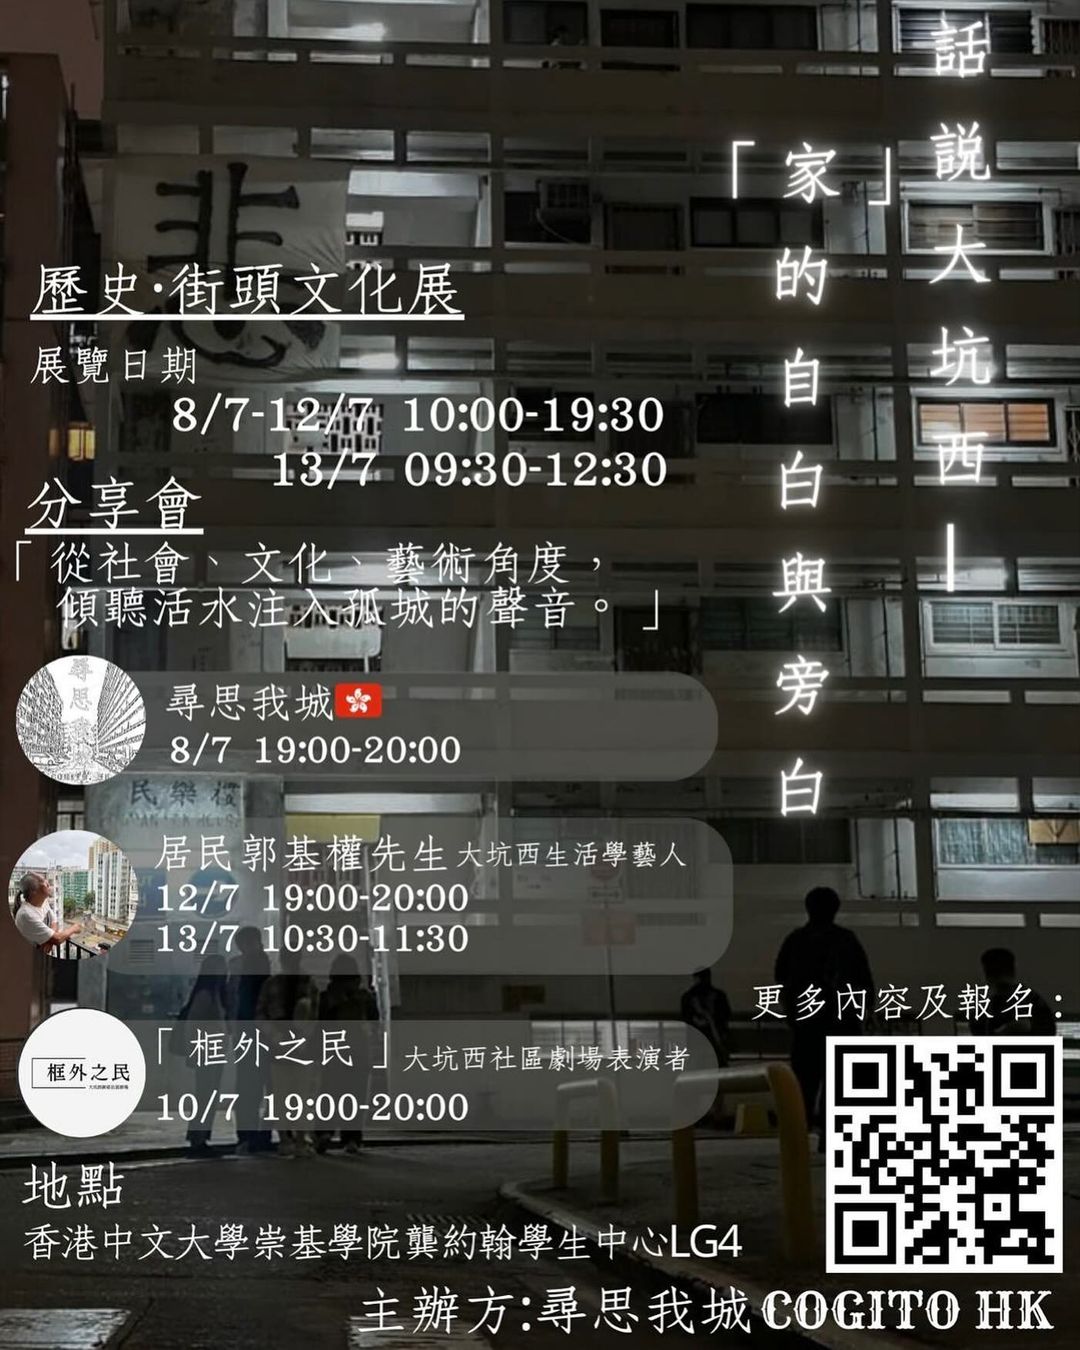 話説大坑西—
「家」的自白與旁白
悲
歷史·街頭文化展
展覽日期
8/7-12/7 10:00-19:30
13/7 09:30-12:30
分享會
「從社會、文化、藝術角度，
傾聽活水注入孤城的聲音。」
尋思我城
尋思我城🇭🇰
8/7 19:00-20:00
民樂樓
居民郭基權先生 大坑西生活學藝人
12/7 19:00-20:00
13/7 10:30-11:30
框外之民
「框外之民」大坑西社區劇場表演者
10/7 19:00-20:00
地點
香港中文大學崇基學院龔約翰學生中心LG4
更多內容及報名：
主辦方:尋思我城 COGITO HK